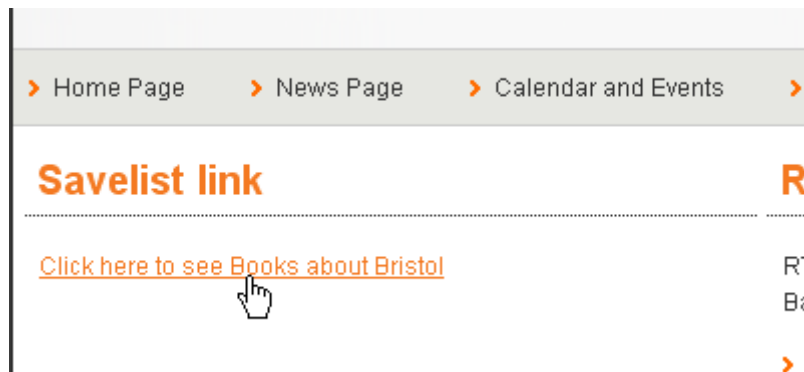 Home Page News Page Calendar and Events
Savelist link
Click here to see Books about Bristol